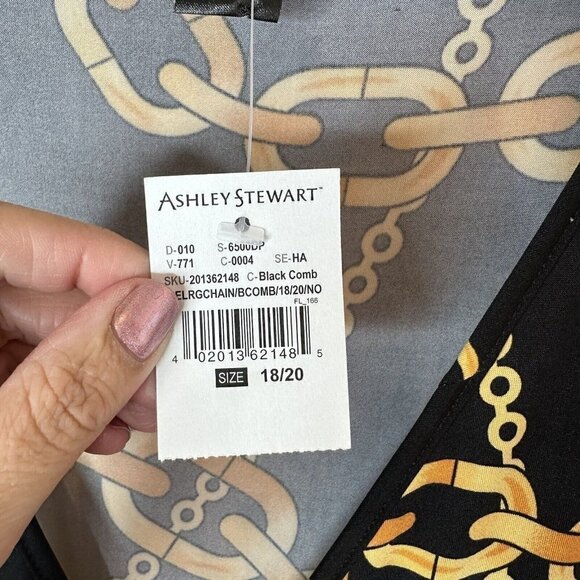 ASHLEY STEWART™
D-010 S-6500DP
V-771 C-0004 SE-HA
SKU-201362148 C-Black Comb
ELRGCHAIN/BCOMB/18/20/NO
FL_166
4 02013 62148 5
SIZE 18/20